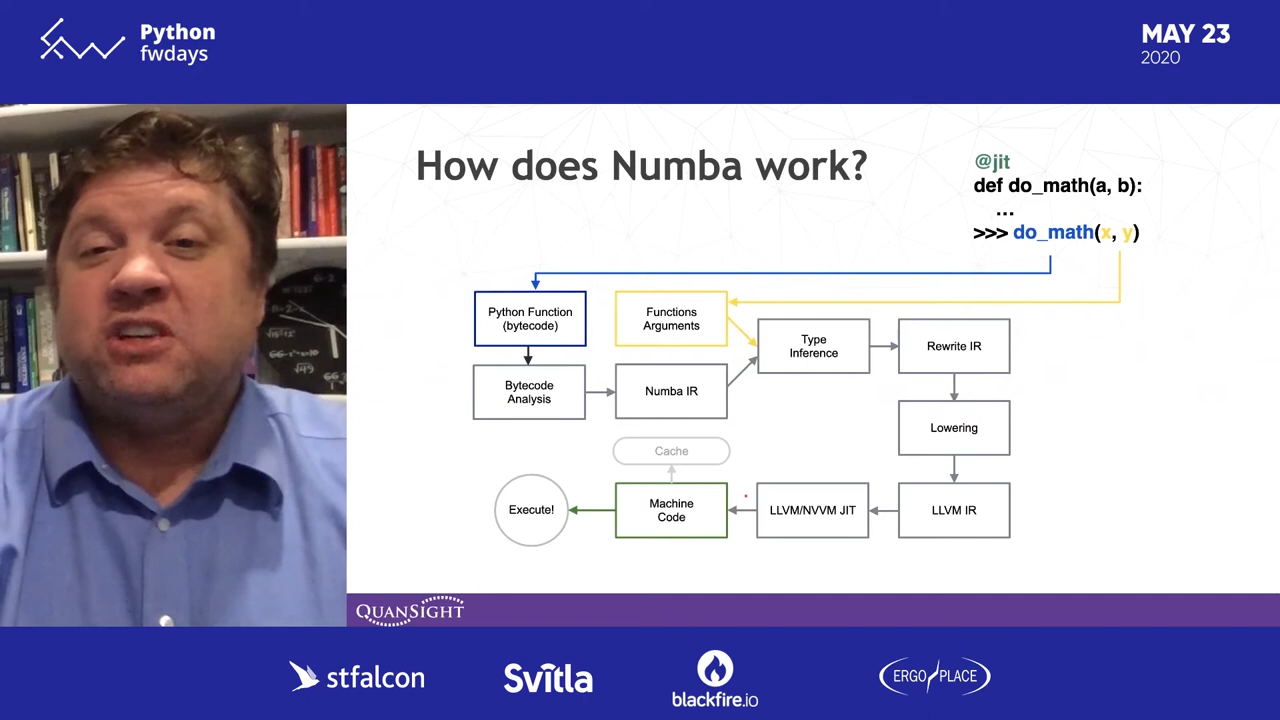 Python
fwdays
MAY 23
2020
How does Numba work?
@jit
def do_math(a, b):
...
>>> do_math(x, y)
Python Function
(bytecode)
Functions
Arguments
Type
Inference
Rewrite IR
Bytecode
Analysis
Numba IR
Lowering
Cache
Execute!
Machine
Code
LLVM/NVVM JIT
LLVM IR
QUANSIGHT
stfalcon
Svitla
blackfire.io
ERGO PLACE